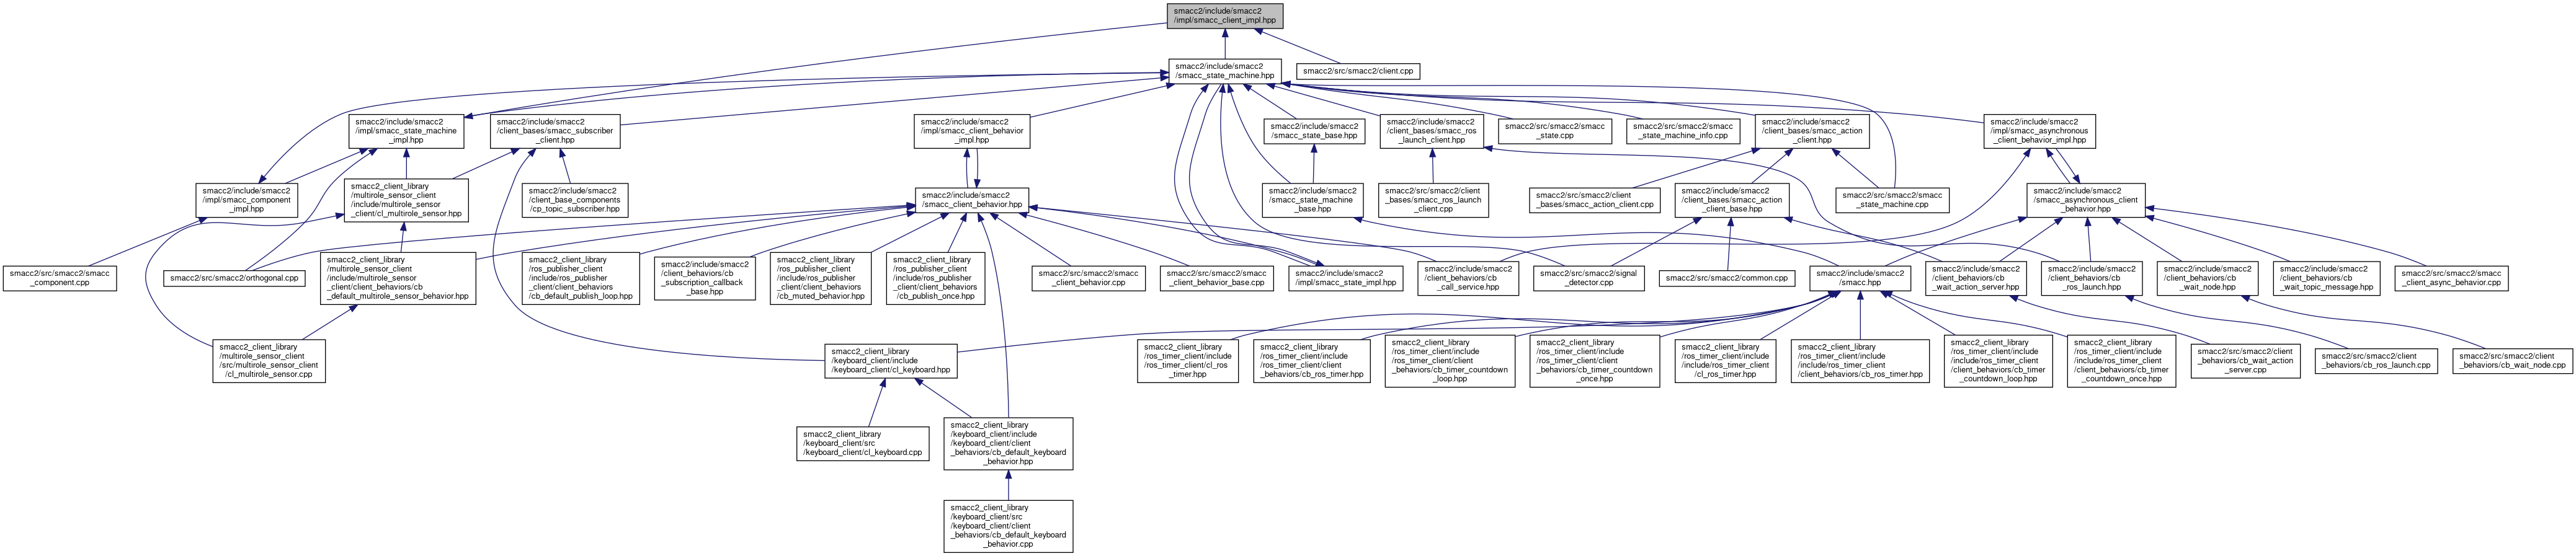 smacc2/include/smacc2
/impl/smacc_client_impl.hpp
smacc2/include/smacc2
/smacc_state_machine.hpp
smacc2/src/smacc2/client.cpp
smacc2/include/smacc2
/impl/smacc_state_machine
_impl.hpp
smacc2/include/smacc2
/client_bases/smacc_subscriber
_client.hpp
smacc2/include/smacc2
/impl/smacc_client_behavior
_impl.hpp
smacc2/include/smacc2
/smacc_state_base.hpp
smacc2/include/smacc2
/client_bases/smacc_ros
_launch_client.hpp
smacc2/src/smacc2/smacc
_state.cpp
smacc2/src/smacc2/smacc
_state_machine_info.cpp
smacc2/include/smacc2
/client_bases/smacc_action
_client.hpp
smacc2/include/smacc2
/impl/smacc_asynchronous
_client_behavior_impl.hpp
smacc2/include/smacc2
/impl/smacc_component
_impl.hpp
smacc2_client_library
/multirole_sensor_client
/include/multirole_sensor
_client/cl_multirole_sensor.hpp
smacc2/include/smacc2
/client_base_components
/cp_topic_subscriber.hpp
smacc2/include/smacc2
/smacc_client_behavior.hpp
smacc2/include/smacc2
/smacc_state_machine
_base.hpp
smacc2/src/smacc2/client
_bases/smacc_ros_launch
_client.cpp
smacc2/src/smacc2/client
_bases/smacc_action_client.cpp
smacc2/include/smacc2
/client_bases/smacc_action
_client_base.hpp
smacc2/src/smacc2/smacc
_state_machine.cpp
smacc2/include/smacc2
/smacc_asynchronous_client
_behavior.hpp
smacc2/src/smacc2/smacc
_component.cpp
smacc2/src/smacc2/orthogonal.cpp
smacc2_client_library
/multirole_sensor_client
/include/multirole_sensor
_client/client_behaviors/cb
_default_multirole_sensor_behavior.hpp
smacc2_client_library
/ros_publisher_client
/include/ros_publisher
_client/client_behaviors
/cb_default_publish_loop.hpp
smacc2/include/smacc2
/client_behaviors/cb
_subscription_callback
_base.hpp
smacc2_client_library
/ros_publisher_client
/include/ros_publisher
_client/client_behaviors
/cb_muted_behavior.hpp
smacc2_client_library
/ros_publisher_client
/include/ros_publisher
_client/client_behaviors
/cb_publish_once.hpp
smacc2/src/smacc2/smacc
_client_behavior.cpp
smacc2/src/smacc2/smacc
_client_behavior_base.cpp
smacc2/include/smacc2
/impl/smacc_state_impl.hpp
smacc2/include/smacc2
/client_behaviors/cb
_call_service.hpp
smacc2/src/smacc2/signal
_detector.cpp
smacc2/src/smacc2/common.cpp
smacc2/include/smacc2
/smacc.hpp
smacc2/include/smacc2
/client_behaviors/cb
_wait_action_server.hpp
smacc2/include/smacc2
/client_behaviors/cb
_ros_launch.hpp
smacc2/include/smacc2
/client_behaviors/cb
_wait_node.hpp
smacc2/include/smacc2
/client_behaviors/cb
_wait_topic_message.hpp
smacc2/src/smacc2/smacc
_client_async_behavior.cpp
smacc2_client_library
/multirole_sensor_client
/src/multirole_sensor_client
/cl_multirole_sensor.cpp
smacc2_client_library
/keyboard_client/include
/keyboard_client/cl_keyboard.hpp
smacc2_client_library
/ros_timer_client/include
/ros_timer_client/cl_ros
_timer.hpp
smacc2_client_library
/ros_timer_client/include
/ros_timer_client/client
_behaviors/cb_ros_timer.hpp
smacc2_client_library
/ros_timer_client/include
/ros_timer_client/client
_behaviors/cb_timer_countdown
_loop.hpp
smacc2_client_library
/ros_timer_client/include
/ros_timer_client/client
_behaviors/cb_timer_countdown
_once.hpp
smacc2_client_library
/ros_timer_client/include
/include/ros_timer_client
/cl_ros_timer.hpp
smacc2_client_library
/ros_timer_client/include
/include/ros_timer_client
/client_behaviors/cb_ros_timer.hpp
smacc2_client_library
/ros_timer_client/include
/include/ros_timer_client
/client_behaviors/cb_timer
_countdown_loop.hpp
smacc2_client_library
/ros_timer_client/include
/include/ros_timer_client
/client_behaviors/cb_timer
_countdown_once.hpp
smacc2/src/smacc2/client
_behaviors/cb_wait_action
_server.cpp
smacc2/src/smacc2/client
_behaviors/cb_ros_launch.cpp
smacc2/src/smacc2/client
_behaviors/cb_wait_node.cpp
smacc2_client_library
/keyboard_client/src
/keyboard_client/cl_keyboard.cpp
smacc2_client_library
/keyboard_client/include
/keyboard_client/client
_behaviors/cb_default_keyboard
_behavior.hpp
smacc2_client_library
/keyboard_client/src
/keyboard_client/client
_behaviors/cb_default_keyboard
_behavior.cpp